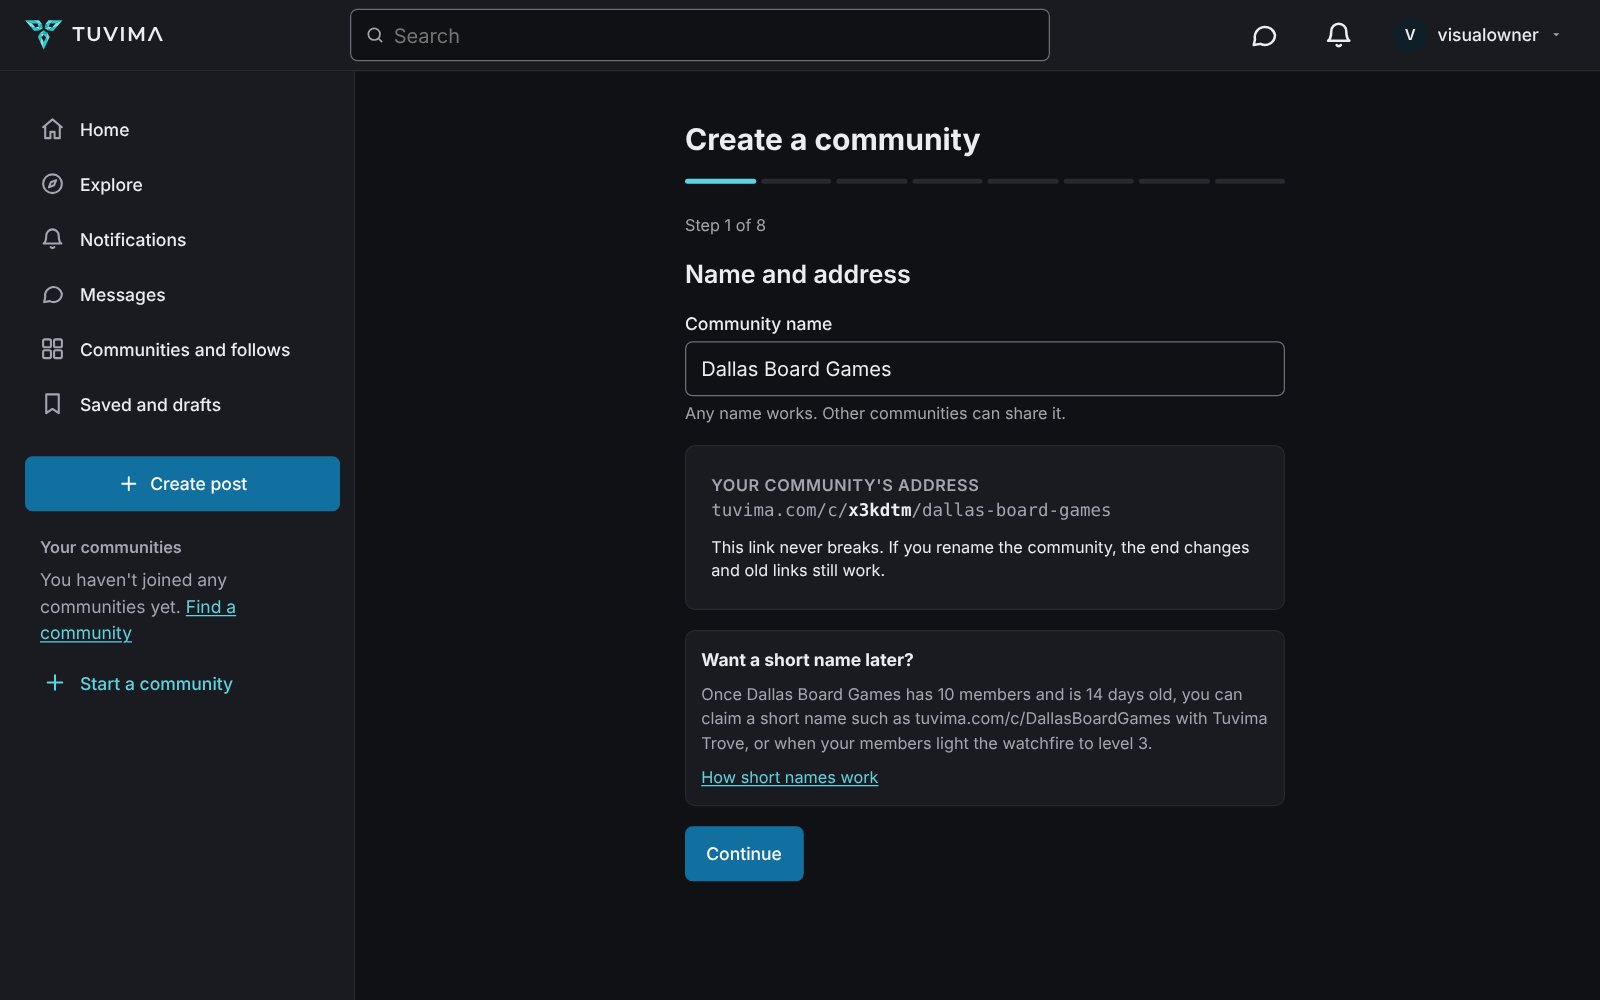 TUVIMA
Search
V
visualowner
Home
Explore
Notifications
Messages
Communities and follows
Saved and drafts
Create post
Your communities
You haven't joined any
communities yet. Find a
community
Start a community
Create a community
Step 1 of 8
Name and address
Community name
Dallas Board Games
Any name works. Other communities can share it.
YOUR COMMUNITY'S ADDRESS
tuvima.com/c/x3kdtm/dallas-board-games
This link never breaks. If you rename the community, the end changes
and old links still work.
Want a short name later?
Once Dallas Board Games has 10 members and is 14 days old, you can
claim a short name such as tuvima.com/c/DallasBoardGames with Tuvima
Trove, or when your members light the watchfire to level 3.
How short names work
Continue